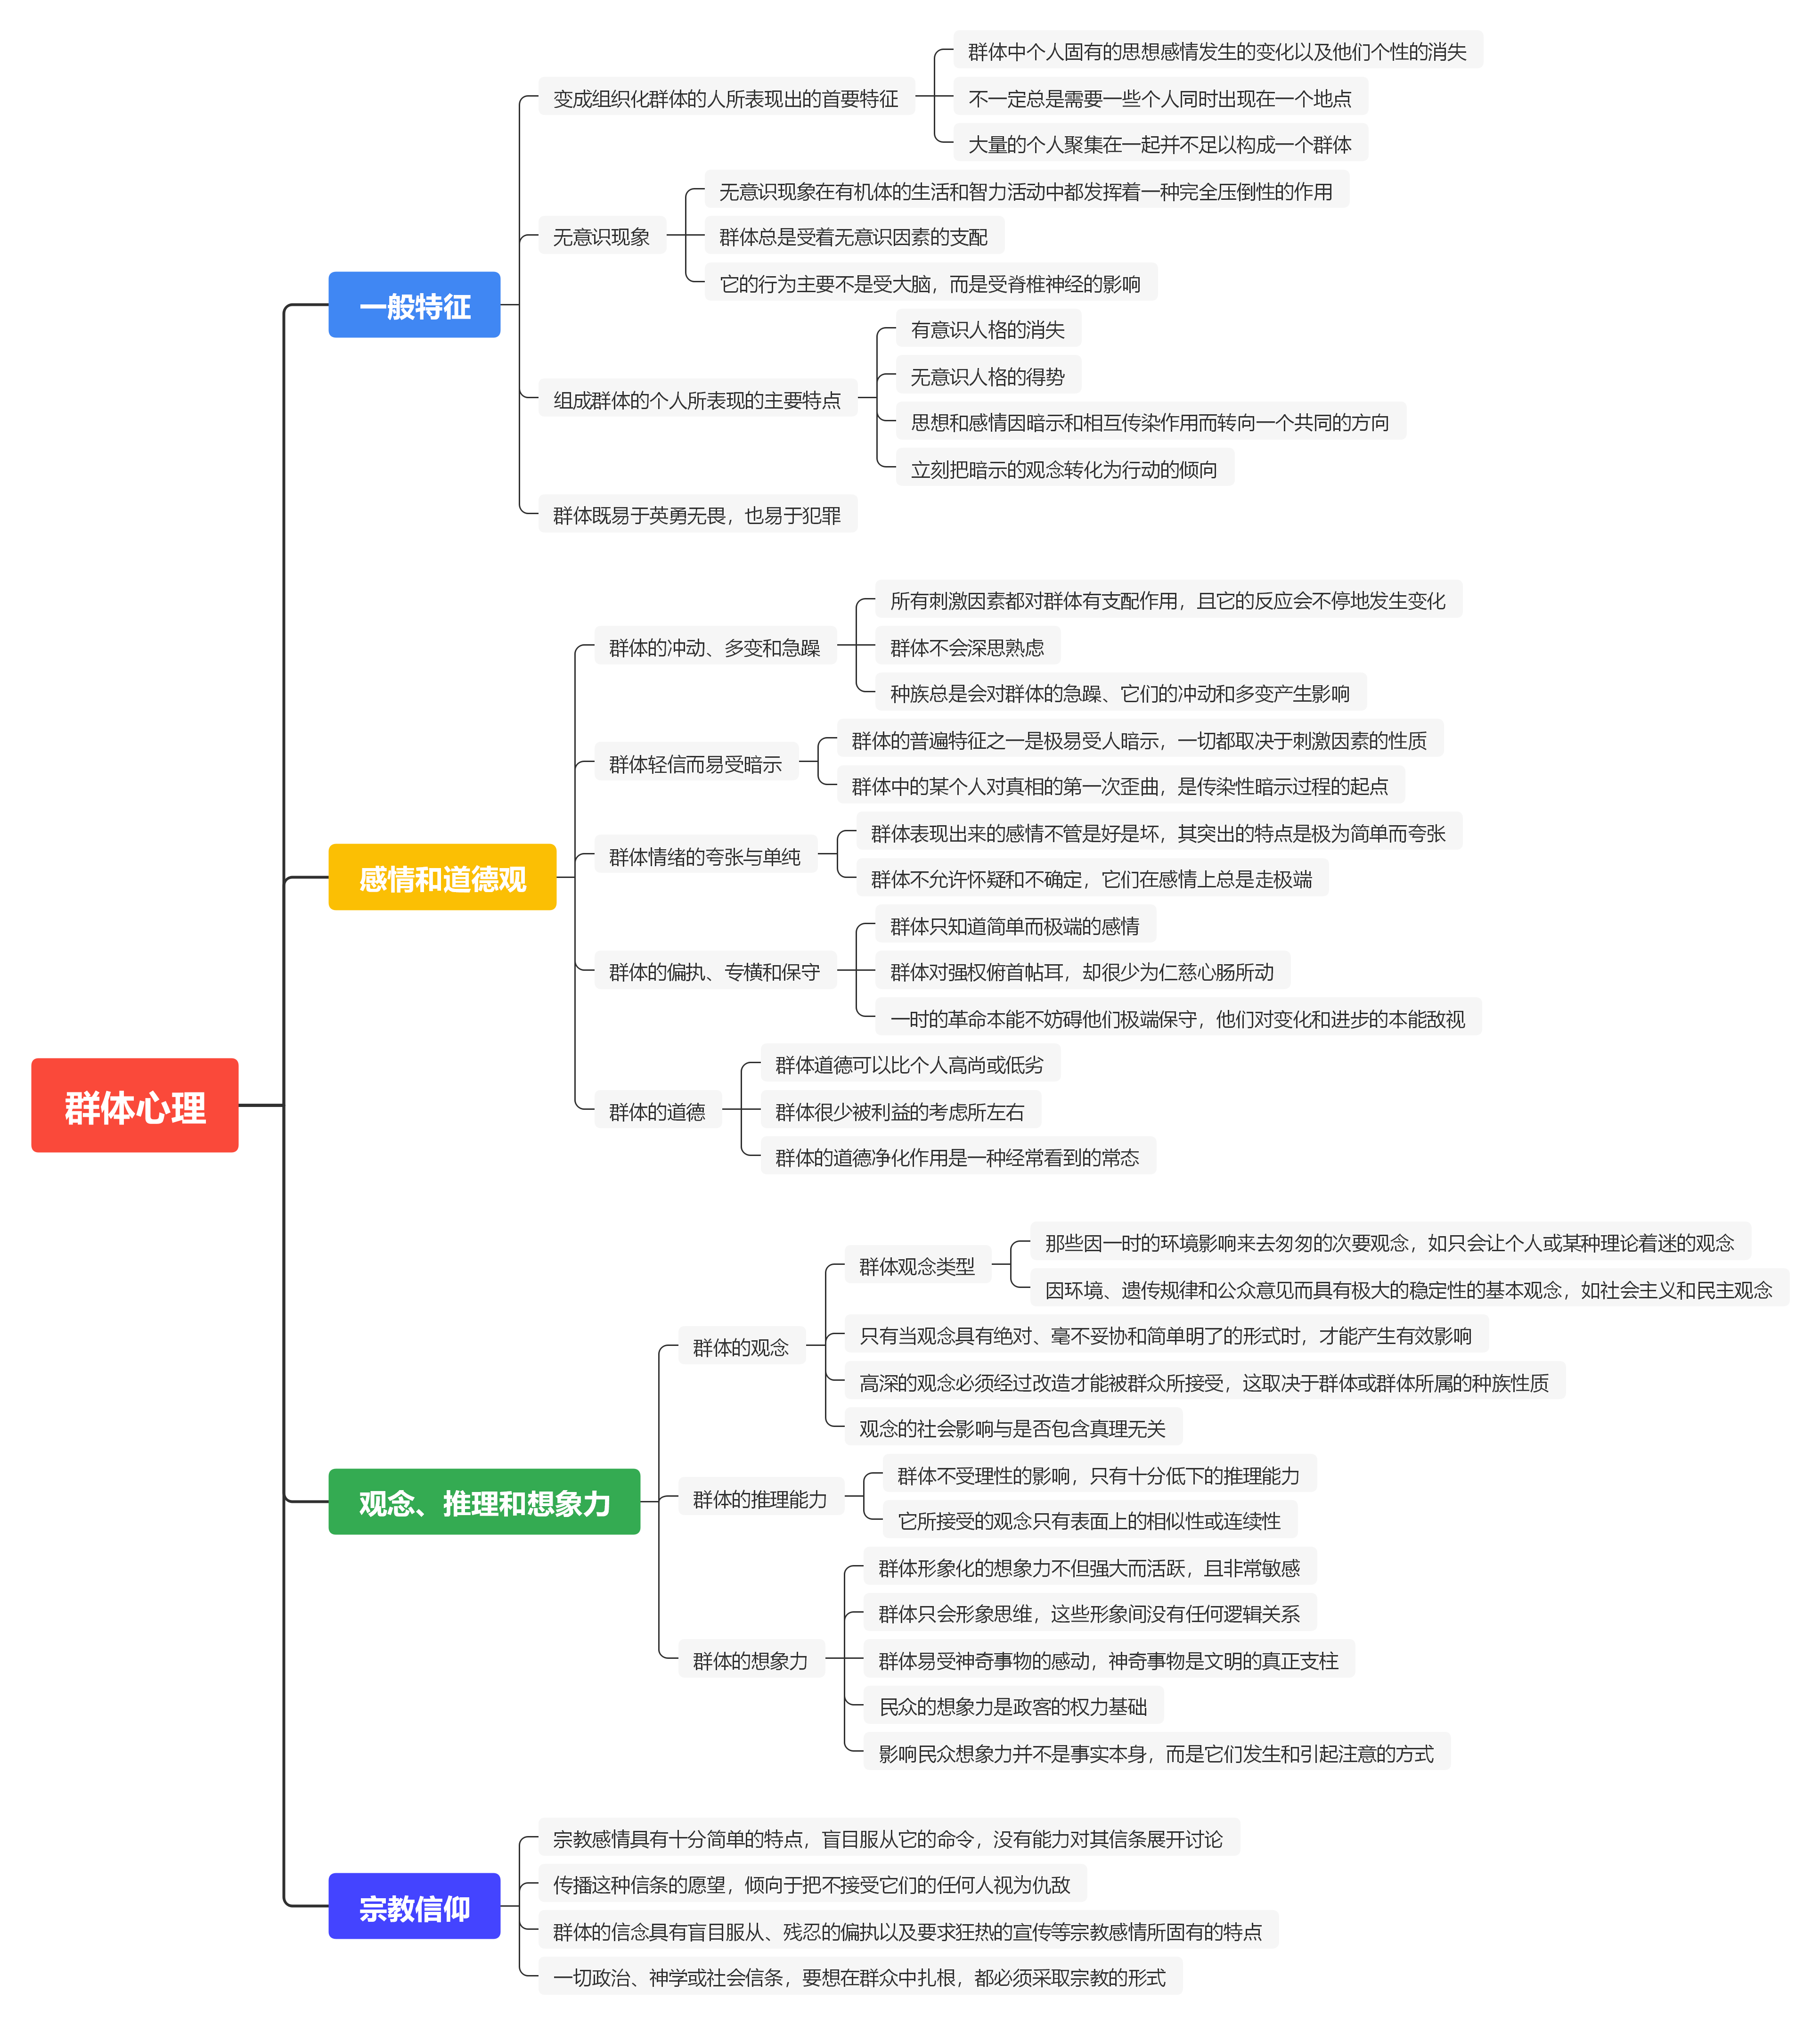 群体心理
一般特征
变成组织化群体的人所表现出的首要特征
群体中个人固有的思想感情发生的变化以及他们个性的消失
不一定总是需要一些个人同时出现在一个地点
大量的个人聚集在一起并不足以构成一个群体
无意识现象
无意识现象在有机体的生活和智力活动中都发挥着一种完全压倒性的作用
群体总是受着无意识因素的支配
它的行为主要不是受大脑，而是受脊椎神经的影响
组成群体的个人所表现的主要特点
有意识人格的消失
无意识人格的得势
思想和感情因暗示和相互传染作用而转向一个共同的方向
立刻把暗示的观念转化为行动的倾向
群体既易于英勇无畏，也易于犯罪
感情和道德观
群体的冲动、多变和急躁
所有刺激因素都对群体有支配作用，且它的反应会不停地发生变化
群体不会深思熟虑
种族总是会对群体的急躁、它们的冲动和多变产生影响
群体轻信而易受暗示
群体的普遍特征之一是极易受人暗示，一切都取决于刺激因素的性质
群体中的某个人对真相的第一次歪曲，是传染性暗示过程的起点
群体情绪的夸张与单纯
群体表现出来的感情不管是好是坏，其突出的特点是极为简单而夸张
群体不允许怀疑和不确定，它们在感情上总是走极端
群体的偏执、专横和保守
群体只知道简单而极端的感情
群体对强权俯首帖耳，却很少为仁慈心肠所动
一时的革命本能不妨碍他们极端保守，他们对变化和进步的本能敌视
群体的道德
群体道德可以比个人高尚或低劣
群体很少被利益的考虑所左右
群体的道德净化作用是一种经常看到的常态
观念、推理和想象力
群体的观念
群体观念类型
那些因一时的环境影响来去匆匆的次要观念，如只会让个人或某种理论着迷的观念
因环境、遗传规律和公众意见而具有极大的稳定性的基本观念，如社会主义和民主观念
只有当观念具有绝对、毫不妥协和简单明了的形式时，才能产生有效影响
高深的观念必须经过改造才能被群众所接受，这取决于群体或群体所属的种族性质
观念的社会影响与是否包含真理无关
群体的推理能力
群体不受理性的影响，只有十分低下的推理能力
它所接受的观念只有表面上的相似性或连续性
群体的想象力
群体形象化的想象力不但强大而活跃，且非常敏感
群体只会形象思维，这些形象间没有任何逻辑关系
群体易受神奇事物的感动，神奇事物是文明的真正支柱
民众的想象力是政客的权力基础
影响民众想象力并不是事实本身，而是它们发生和引起注意的方式
宗教信仰
宗教感情具有十分简单的特点，盲目服从它的命令，没有能力对其信条展开讨论
传播这种信条的愿望，倾向于把不接受它们的任何人视为仇敌
群体的信念具有盲目服从、残忍的偏执以及要求狂热的宣传等宗教感情所固有的特点
一切政治、神学或社会信条，要想在群众中扎根，都必须采取宗教的形式